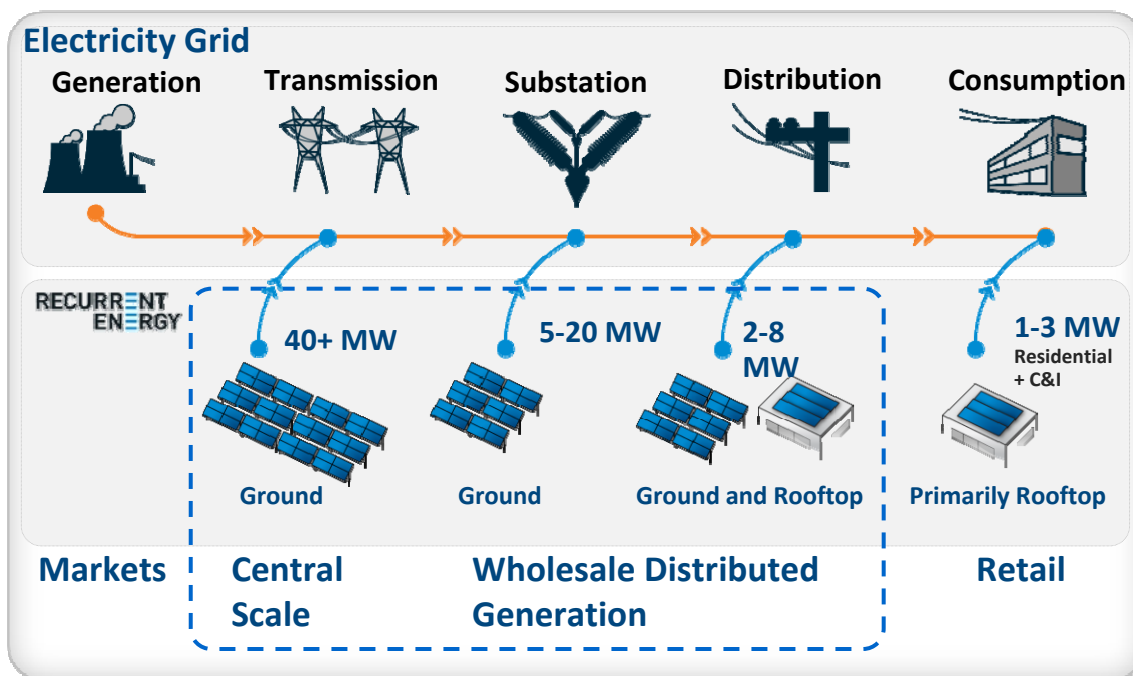 Electricity Grid
Generation
Transmission
Substation
Distribution
Consumption
RECURRENT
ENERGY
40+ MW
5-20 MW
2-8
MW
1-3 MW
Residential
+ C&I
Ground
Ground
Ground and Rooftop
Primarily Rooftop
Markets
Central
Scale
Wholesale Distributed
Generation
Retail